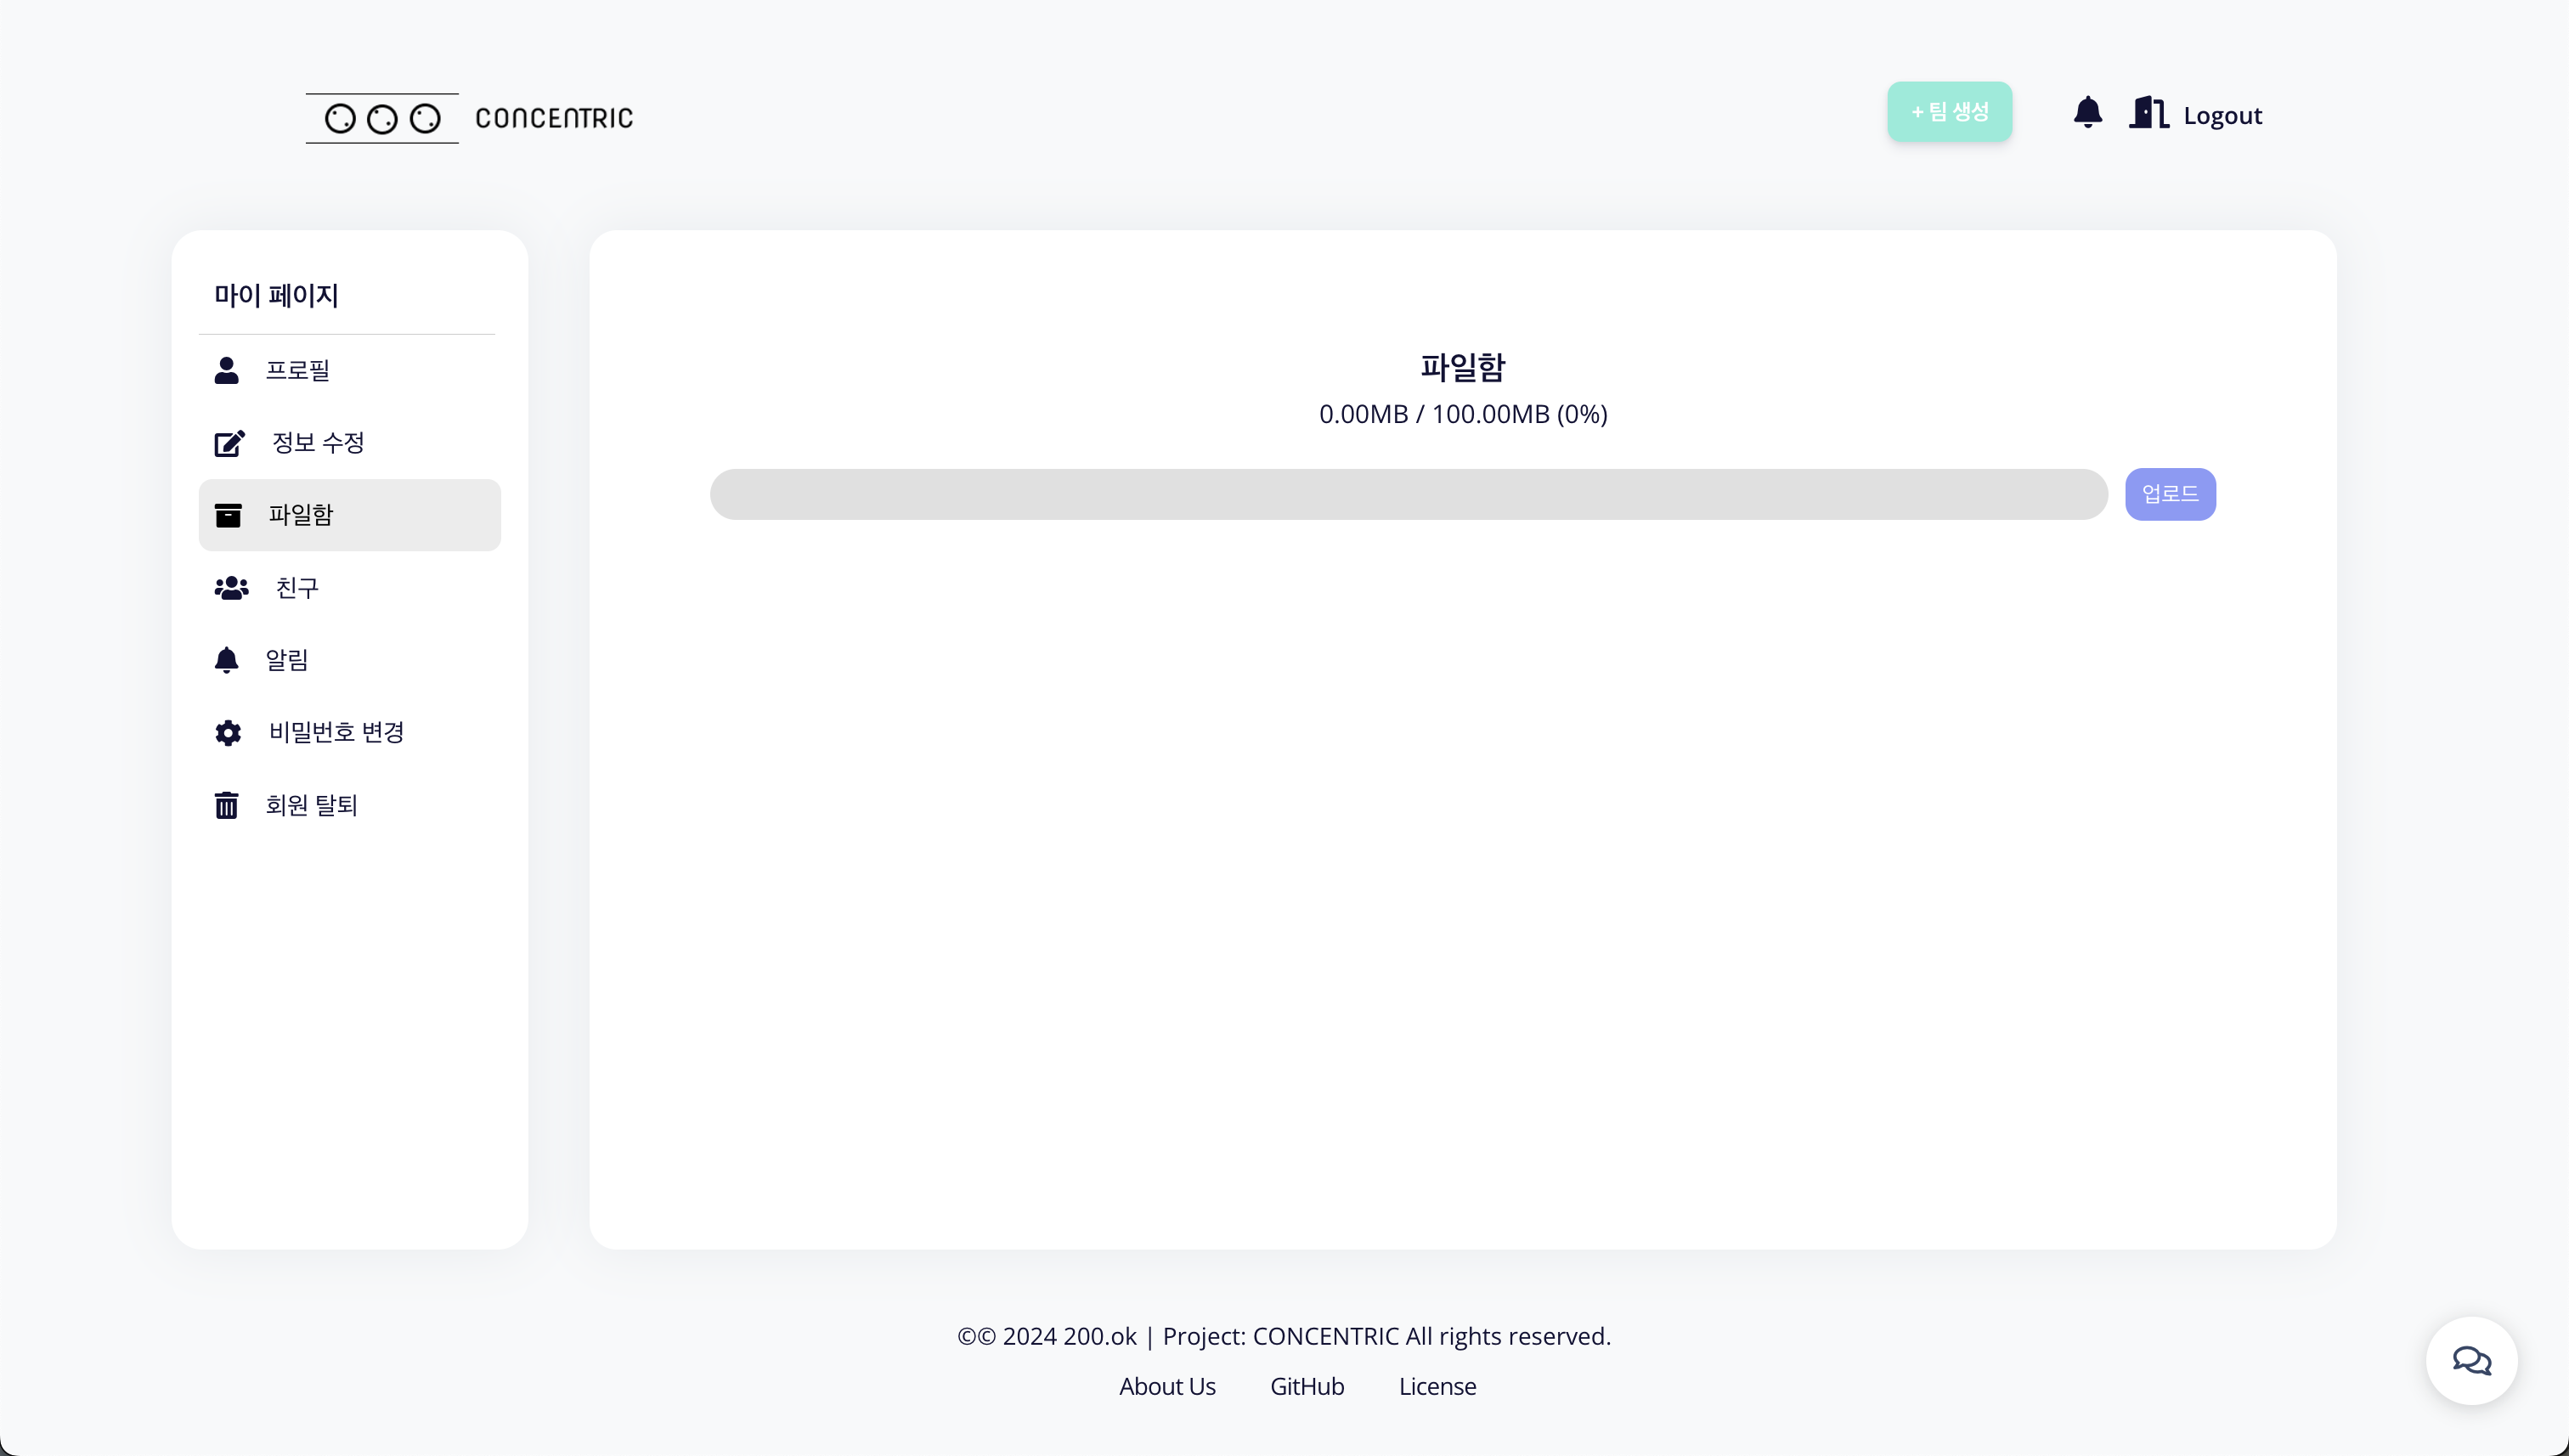 CONCENTRIC
+ 팀 생성
Logout
마이 페이지
프로필
정보 수정
파일함
친구
알림
비밀번호 변경
회원 탈퇴
파일함
0.00MB / 100.00MB (0%)
업로드
©© 2024 200.ok | Project: CONCENTRIC All rights reserved.
About Us GitHub License